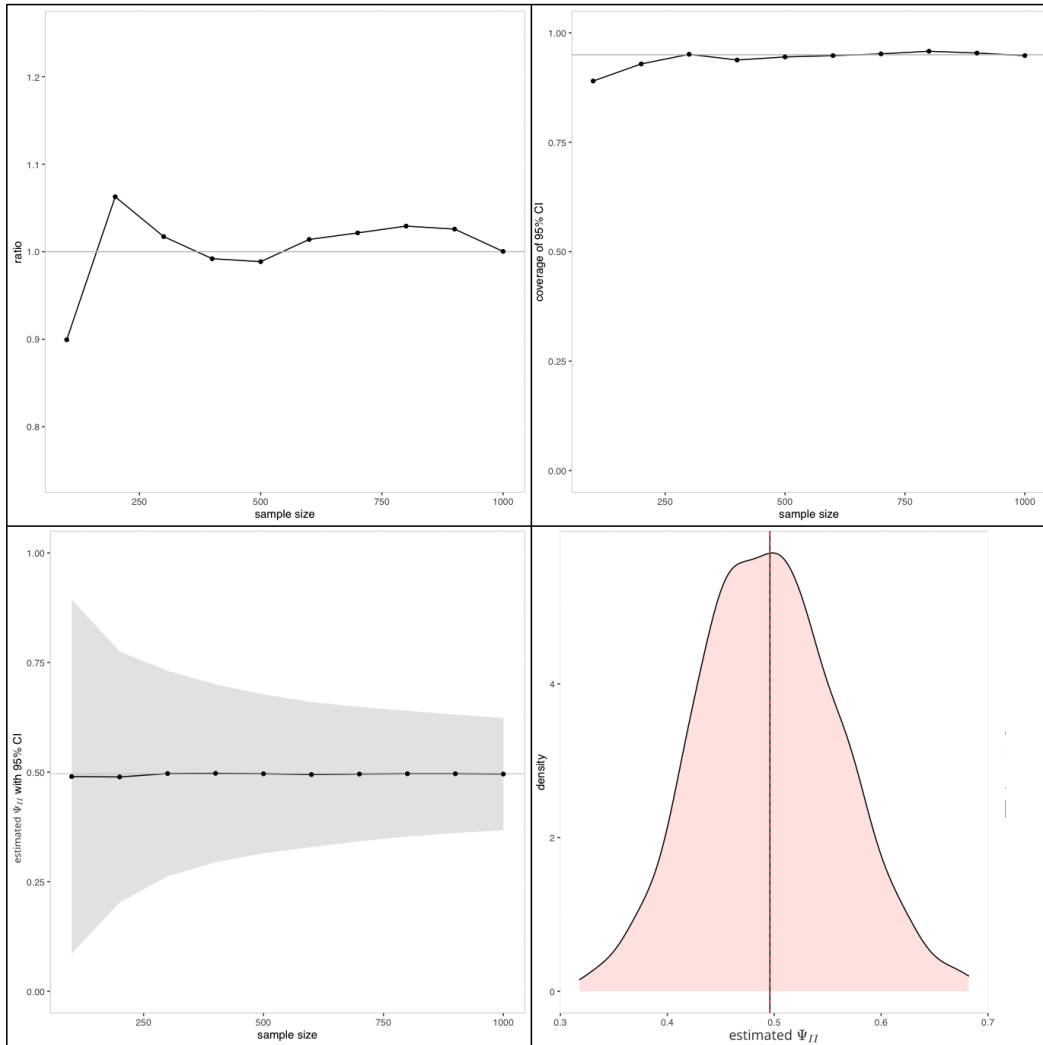 1.2
1.1
1.0
0.9
0.8
ratio
250 500 750 1000
sample size
1.00
0.75
0.50
0.25
0.00
coverage of 95% CI
250 500 750 1000
sample size
1.00
0.75
0.50
0.25
0.00
estimated Ψ_II with 95% CI
250 500 750 1000
sample size
4
2
0
density
0.3 0.4 0.5 0.6 0.7
estimated Ψ_II